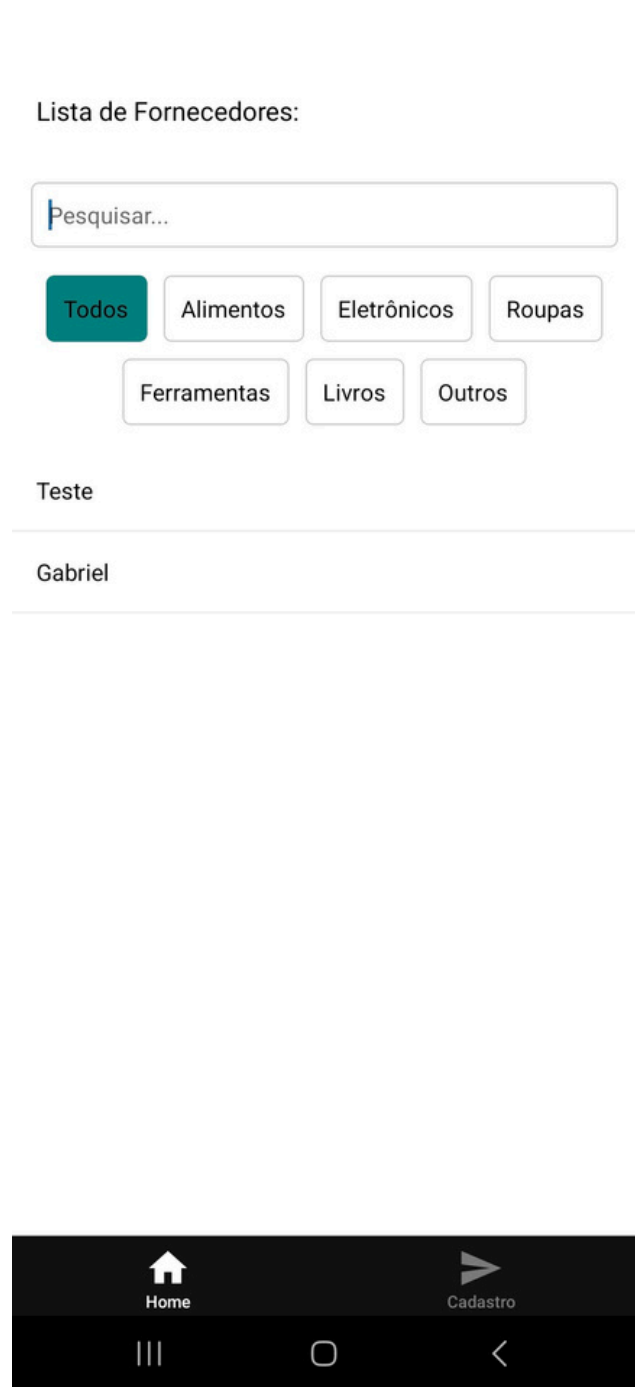 Lista de Fornecedores:
Pesquisar...
Todos Alimentos Eletrônicos Roupas
Ferramentas Livros Outros
Teste
Gabriel
Home Cadastro